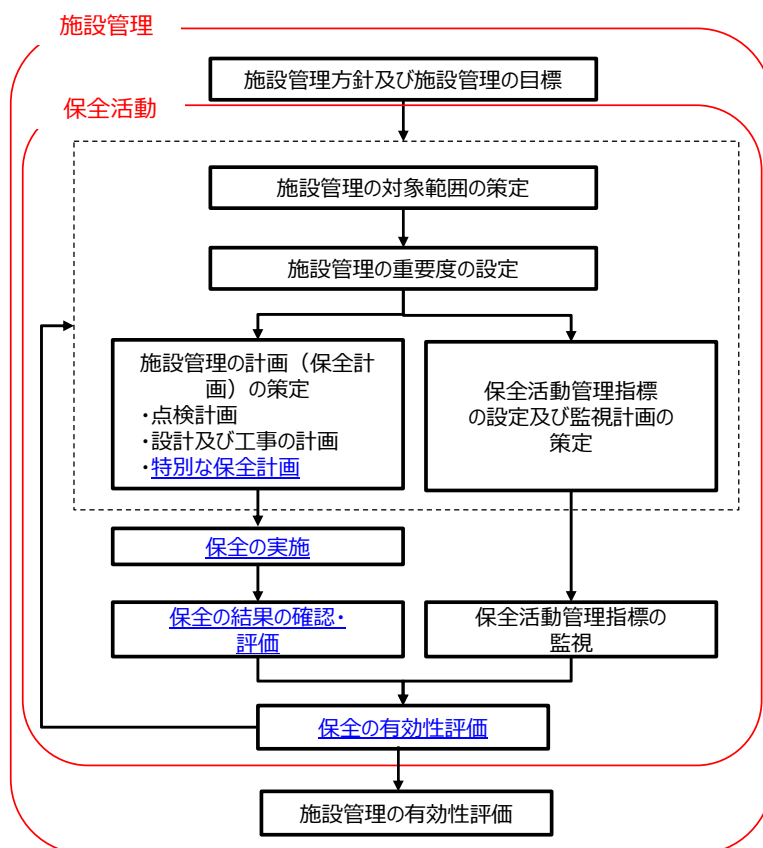 施設管理
施設管理方針及び施設管理の目標
保全活動
施設管理の対象範囲の策定
施設管理の重要度の設定
施設管理の計画（保全計
画）の策定
・点検計画
・設計及び工事の計画
・特別な保全計画
保全活動管理指標
の設定及び監視計画の
策定
保全の実施
保全の結果の確認・
評価
保全活動管理指標の
監視
保全の有効性評価
施設管理の有効性評価